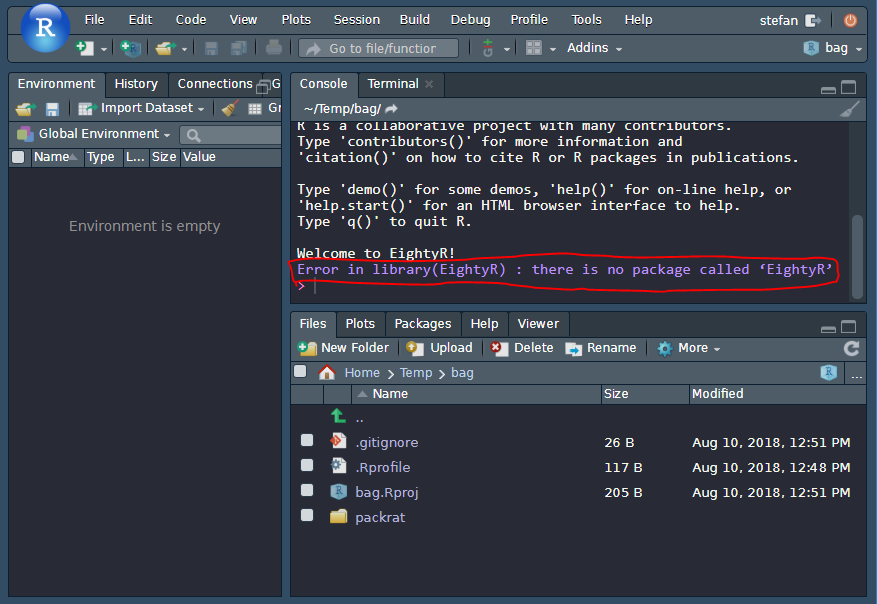 R File Edit Code View Plots Session Build Debug Profile Tools Help stefan
Go to file/functior Addins bag
Environment History Connections G
Import Dataset Gr
Global Environment
Name Type L... Size Value
Environment is empty
Console Terminal
~/Temp/bag/
R is a collaborative project with many contributors.
Type 'contributors()' for more information and
'citation()' on how to cite R or R packages in publications.
Type 'demo()' for some demos, 'help()' for on-line help, or
'help.start()' for an HTML browser interface to help.
Type 'q()' to quit R.
Welcome to EightyR!
Error in library(EightyR) : there is no package called ‘EightyR’
>
Files Plots Packages Help Viewer
New Folder Upload Delete Rename More
Home Temp bag R ...
Name Size Modified
..
.gitignore 26 B Aug 10, 2018, 12:51 PM
.Rprofile 117 B Aug 10, 2018, 12:48 PM
bag.Rproj 205 B Aug 10, 2018, 12:51 PM
packrat